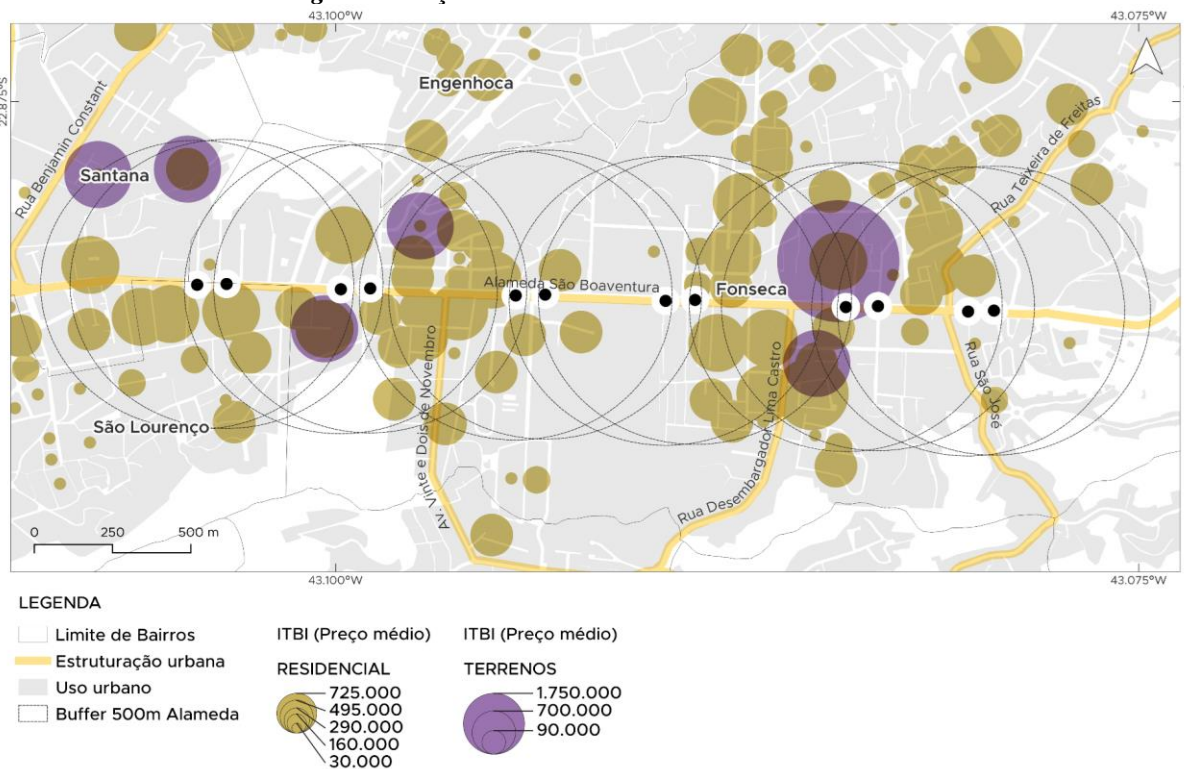 43.100°W
43.075°W
22.875°S
Engenhoca
Rua Benjamin Constant
Santana
Rua Teixeira de Freitas
Alameda São Boaventura
Fonseca
Av. Vinte e Dois de Novembro
Rua Desembargador Lima Castro
Rua São José
São Lourenço
0 250 500 m
43.100°W
43.075°W
LEGENDA
Limite de Bairros
Estruturação urbana
Uso urbano
Buffer 500m Alameda
ITBI (Preço médio)
RESIDENCIAL
725.000
495.000
290.000
160.000
30.000
ITBI (Preço médio)
TERRENOS
1.750.000
700.000
90.000